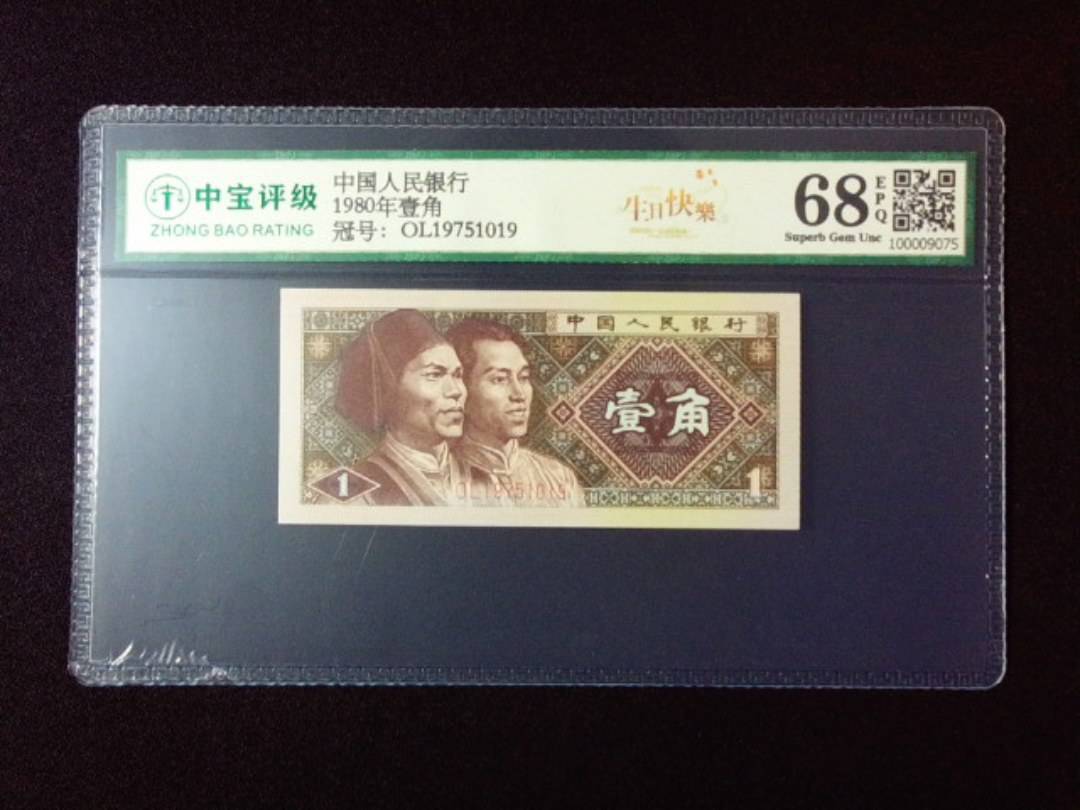 中宝评级
ZHONG BAO RATING
中国人民银行
1980年壹角
冠号：OL19751019
生日快樂
68
EPQ
Superb Gem Unc
100009075
中国人民银行
壹角
1
OL19751019
1